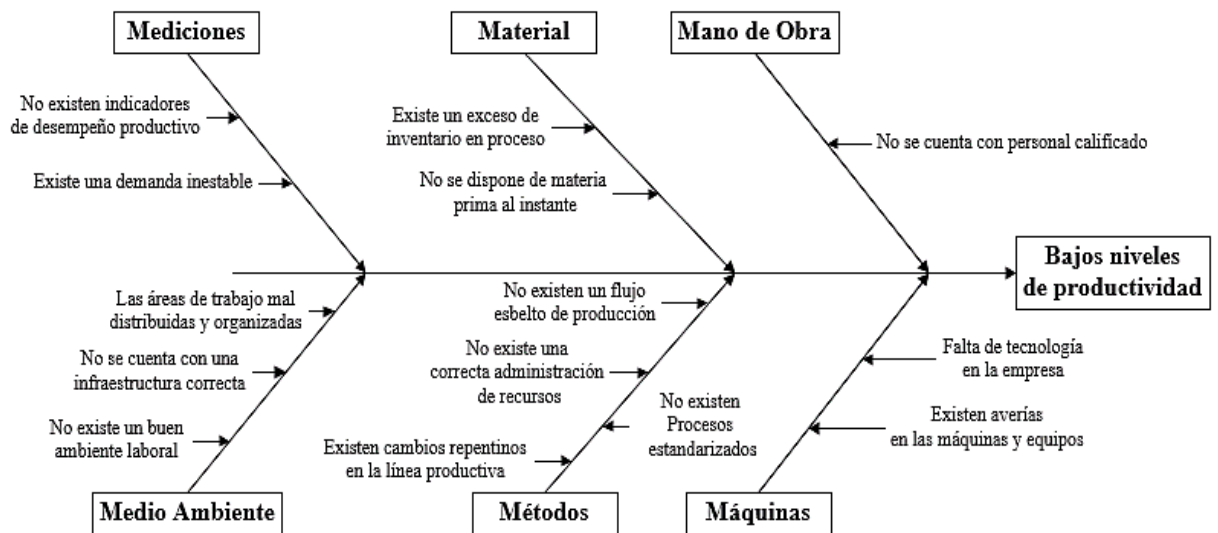 Mediciones
Material
Mano de Obra
No existen indicadores
de desempeño productivo
Existe una demanda inestable
Existe un exceso de
inventario en proceso
No se dispone de materia
prima al instante
No se cuenta con personal calificado
Bajos niveles
de productividad
Las áreas de trabajo mal
distribuidas y organizadas
No se cuenta con una
infraestructura correcta
No existe un buen
ambiente laboral
No existen un flujo
esbelto de producción
No existe una
correcta administración
de recursos
No existen
Procesos
estandarizados
Existen cambios repentinos
en la línea productiva
Falta de tecnología
en la empresa
Existen averías
en las máquinas y equipos
Medio Ambiente
Métodos
Máquinas